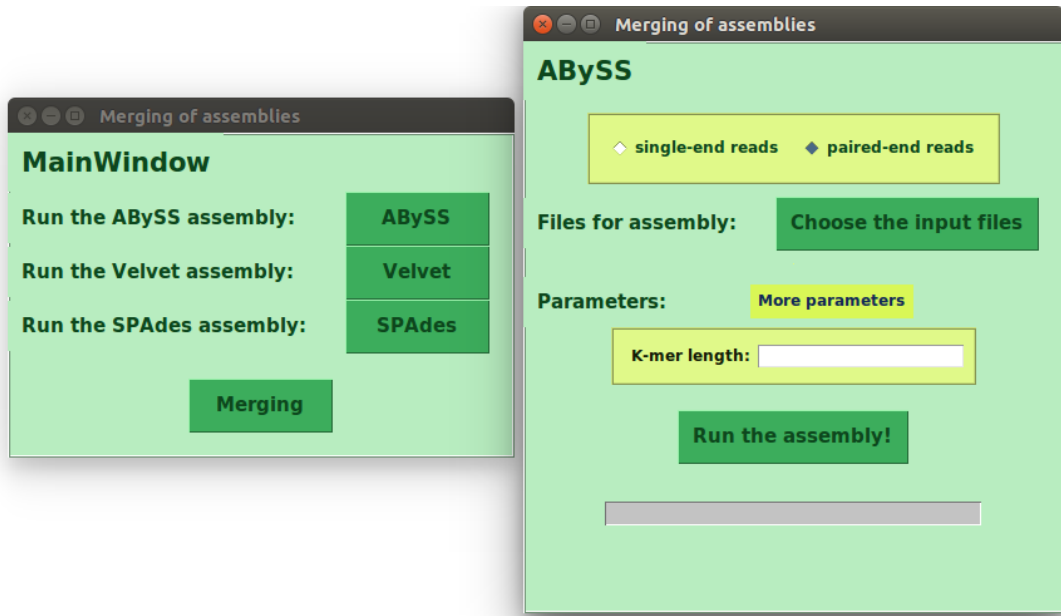 Merging of assemblies
MainWindow
Run the ABySS assembly: ABySS
Run the Velvet assembly: Velvet
Run the SPAdes assembly: SPAdes
Merging
Merging of assemblies
ABySS
single-end reads paired-end reads
Files for assembly: Choose the input files
Parameters: More parameters
K-mer length:
Run the assembly!